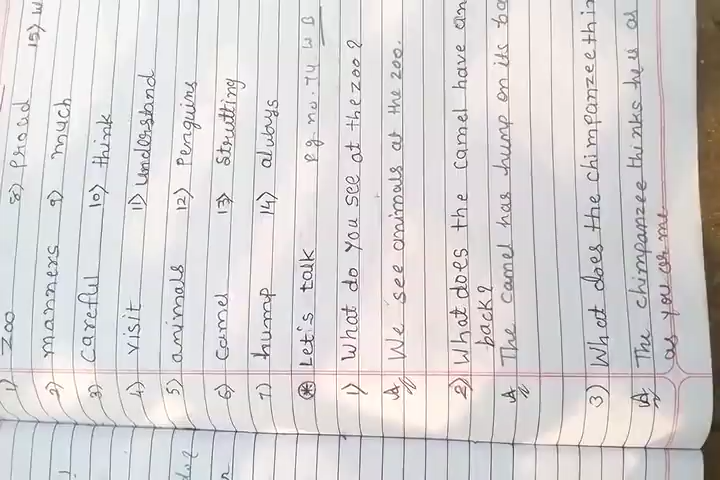 1) Zoo 8) Proud 15) W
2) manners 9) much
3) Careful 10) think
4) visit 11) Understand
5) animals 12) Penguins
6) Camel 13) Strutting
7) hump 14) always
* Let's talk Pg. no. 74 W B
1) What do you see at the zoo?
A We see animals at the zoo.
2) What does the camel have on
back?
A The camel has hump on its ba
3) What does the chimpanzee thin
A The chimpanzee thinks he is as
as you or me.